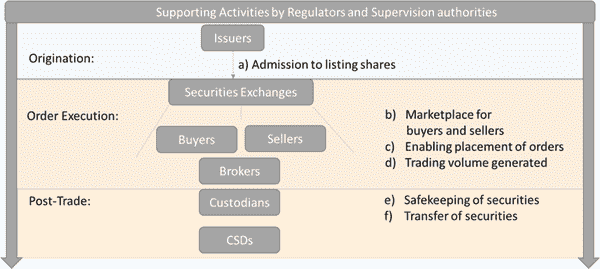 Supporting Activities by Regulators and Supervision authorities
Issuers
Origination:
a) Admission to listing shares
Securities Exchanges
Order Execution:
b) Marketplace for
buyers and sellers
Buyers
Sellers
c) Enabling placement of orders
d) Trading volume generated
Brokers
Post-Trade:
Custodians
e) Safekeeping of securities
f) Transfer of securities
CSDs